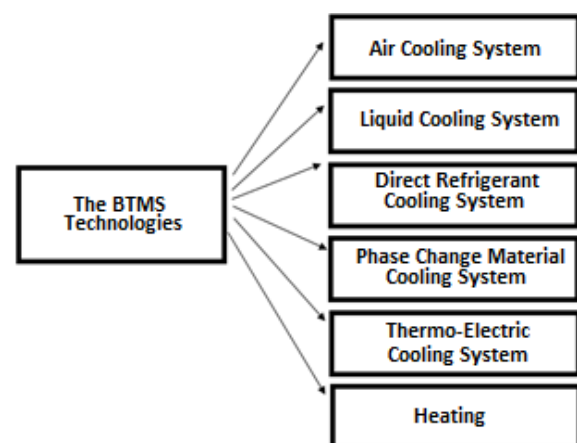 Air Cooling System
Liquid Cooling System
Direct Refrigerant
Cooling System
The BTMS
Technologies
Phase Change Material
Cooling System
Thermo-Electric
Cooling System
Heating